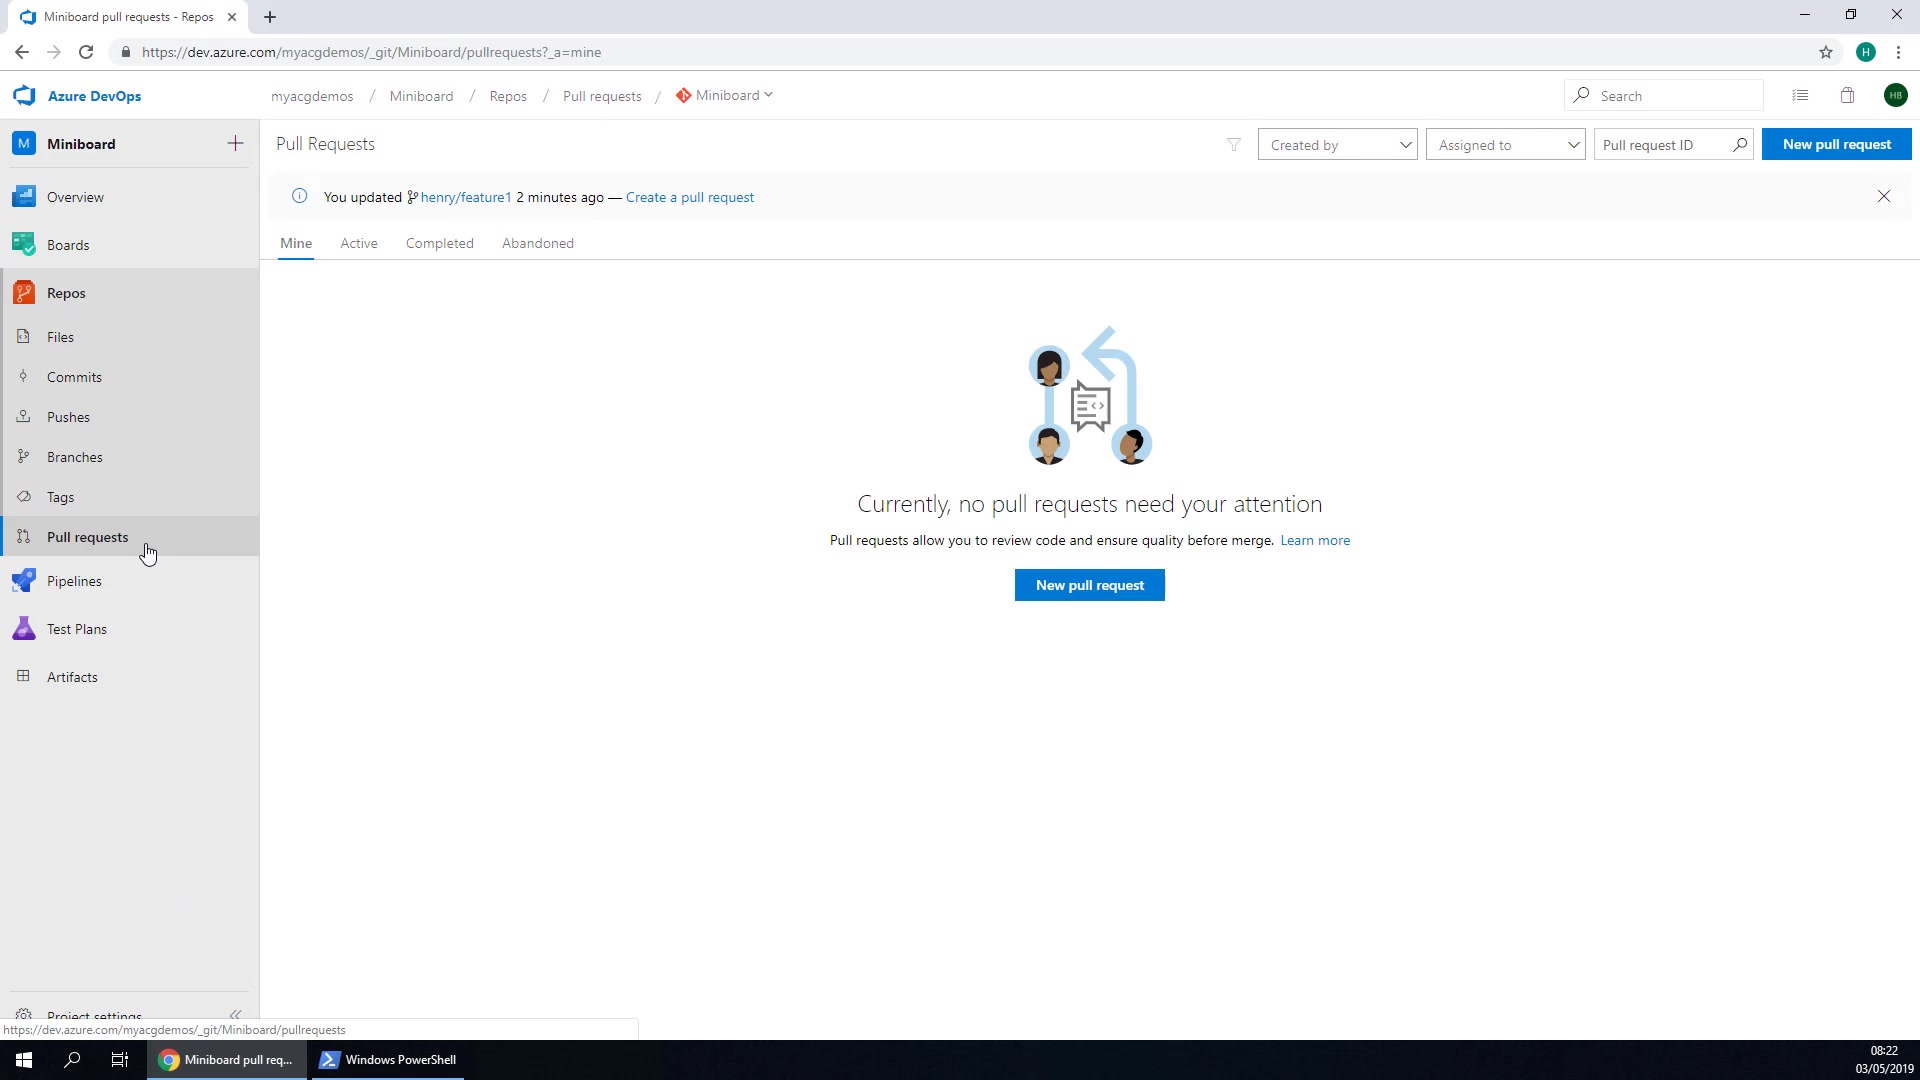 Miniboard pull requests - Repos
https://dev.azure.com/myacgdemos/_git/Miniboard/pullrequests?_a=mine
H
Azure DevOps
myacgdemos / Miniboard / Repos / Pull requests / Miniboard
Search
HB
M Miniboard
Pull Requests
Created by
Assigned to
Pull request ID
New pull request
Overview
You updated henry/feature1 2 minutes ago — Create a pull request
Boards
Mine Active Completed Abandoned
Repos
Files
Commits
Pushes
Branches
Tags
Pull requests
Pipelines
Test Plans
Artifacts
Currently, no pull requests need your attention
Pull requests allow you to review code and ensure quality before merge. Learn more
New pull request
Project settings
https://dev.azure.com/myacgdemos/_git/Miniboard/pullrequests
Miniboard pull req...
Windows PowerShell
08:22
03/05/2019